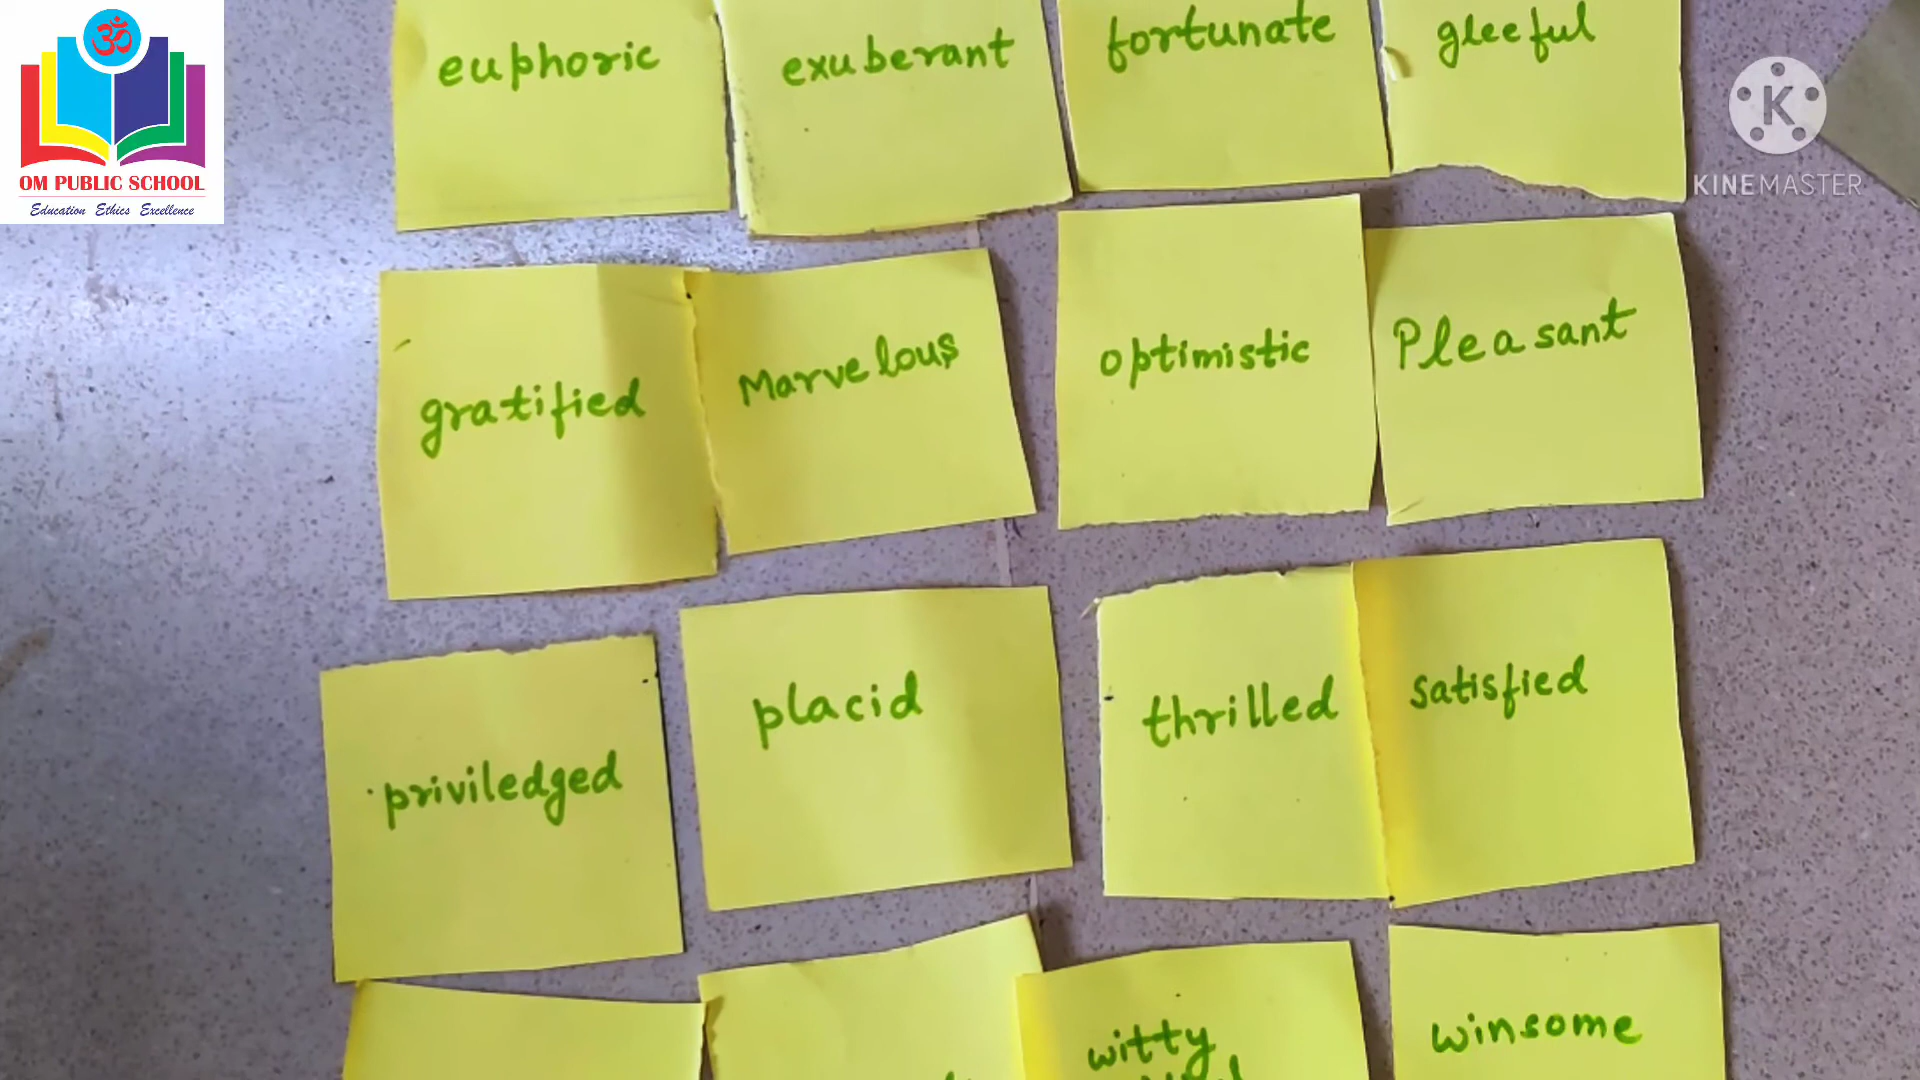 ॐ
OM PUBLIC SCHOOL
Education Ethics Excellence
euphoric
exuberant
fortunate
gleeful
K
KINEMASTER
gratified
Marvelous
optimistic
Pleasant
priviledged
placid
thrilled
satisfied
witty
winsome